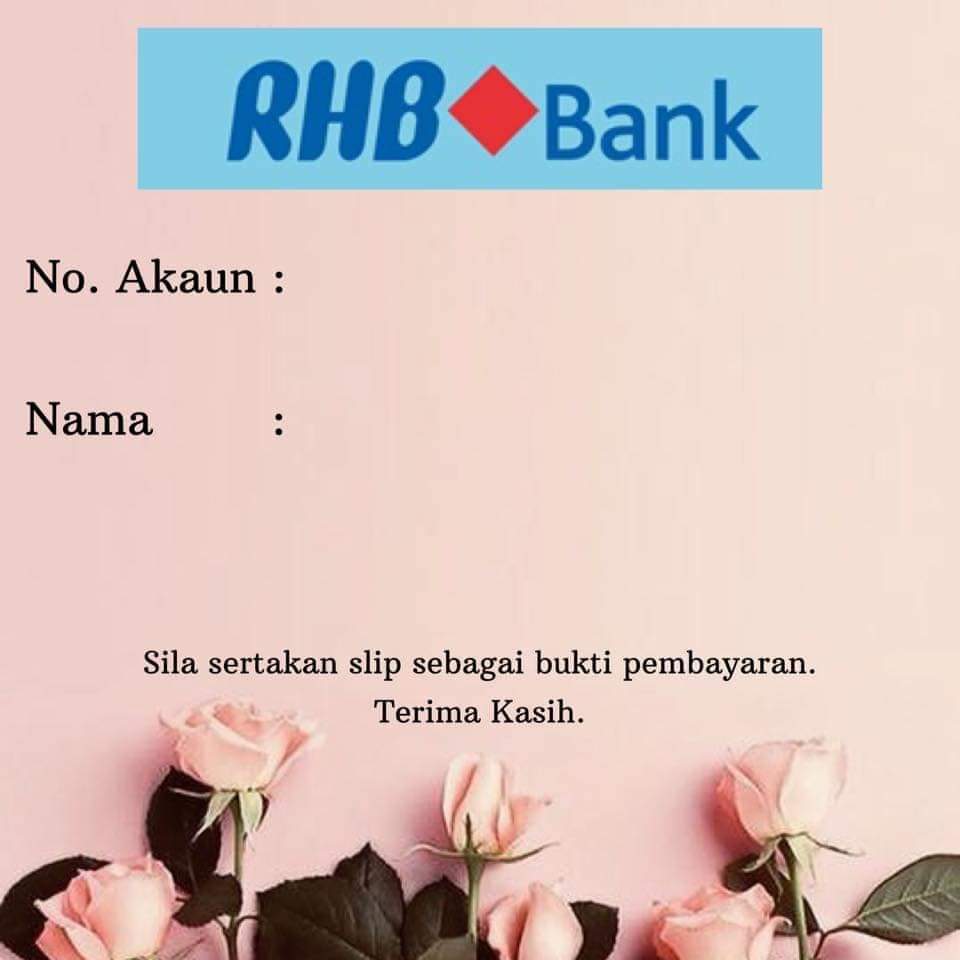 RHB Bank
No. Akaun :
Nama :
Sila sertakan slip sebagai bukti pembayaran.
Terima Kasih.